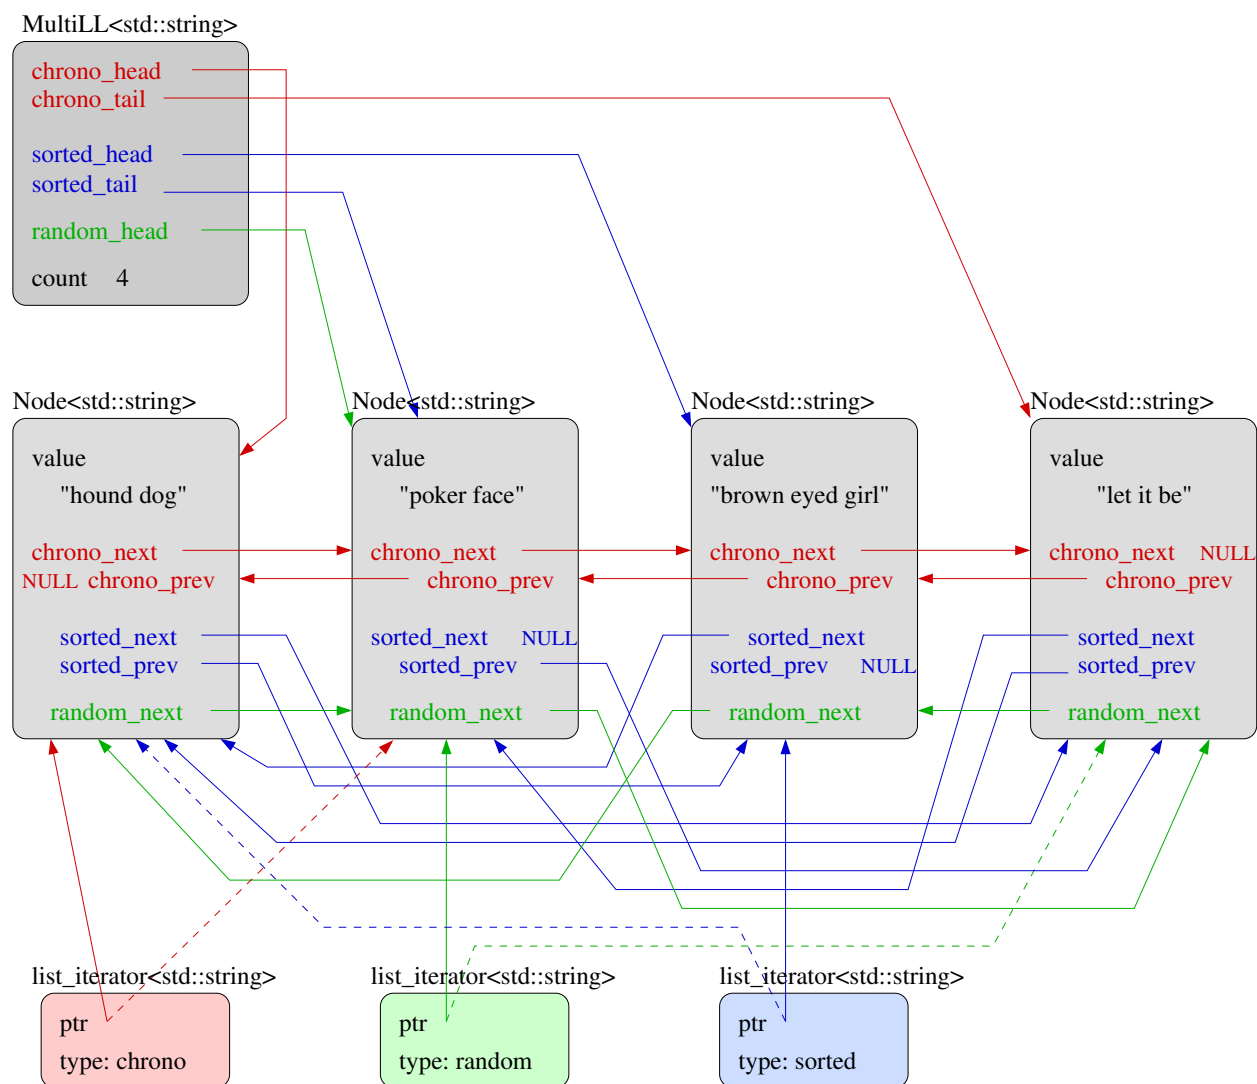 MultiLL<std::string>
chrono_head
chrono_tail
sorted_head
sorted_tail
random_head
count 4
Node<std::string>
value
"hound dog"
chrono_next
NULL chrono_prev
sorted_next
sorted_prev
random_next
Node<std::string>
value
"poker face"
chrono_next
chrono_prev
sorted_next NULL
sorted_prev
random_next
Node<std::string>
value
"brown eyed girl"
chrono_next
chrono_prev
sorted_next
sorted_prev NULL
random_next
Node<std::string>
value
"let it be"
chrono_next NULL
chrono_prev
sorted_next
sorted_prev
random_next
list_iterator<std::string>
ptr
type: chrono
list_iterator<std::string>
ptr
type: random
list_iterator<std::string>
ptr
type: sorted